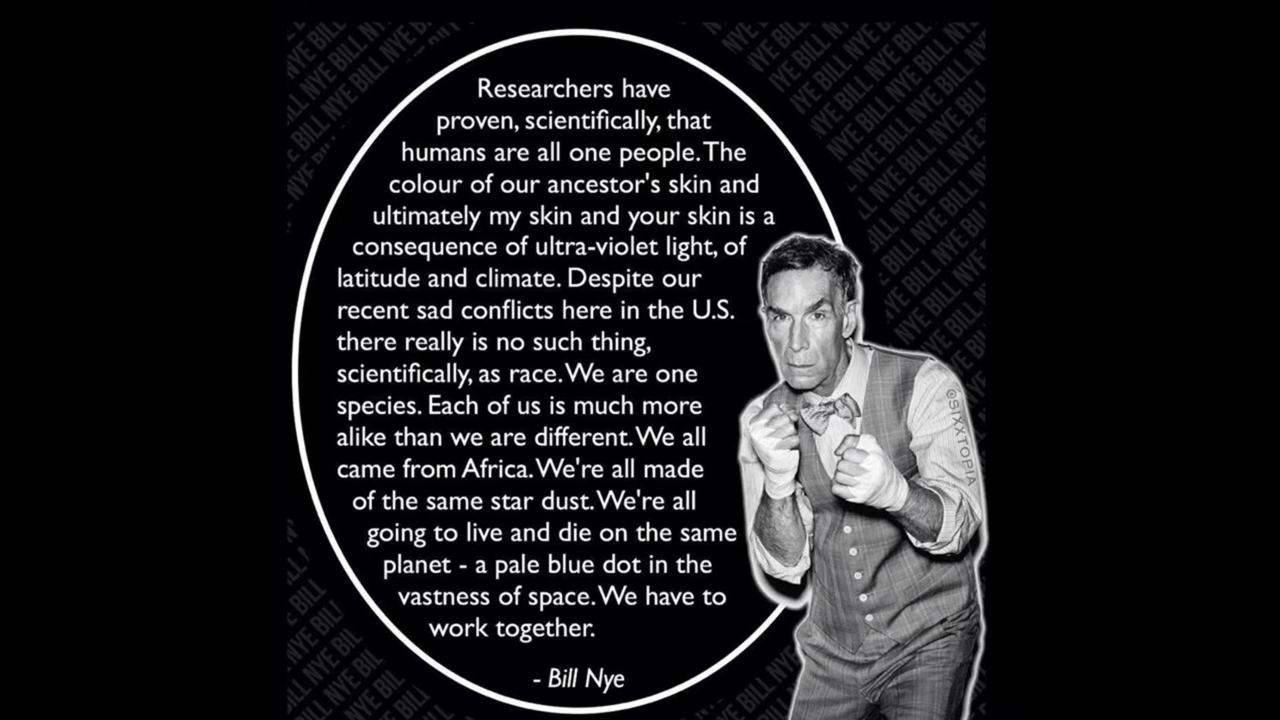 Researchers have
proven, scientifically, that
humans are all one people. The
colour of our ancestor's skin and
ultimately my skin and your skin is a
consequence of ultra-violet light, of
latitude and climate. Despite our
recent sad conflicts here in the U.S.
there really is no such thing,
scientifically, as race. We are one
species. Each of us is much more
alike than we are different. We all
came from Africa. We're all made
of the same star dust. We're all
going to live and die on the same
planet - a pale blue dot in the
vastness of space. We have to
work together.
- Bill Nye
@SIXXTOPIA